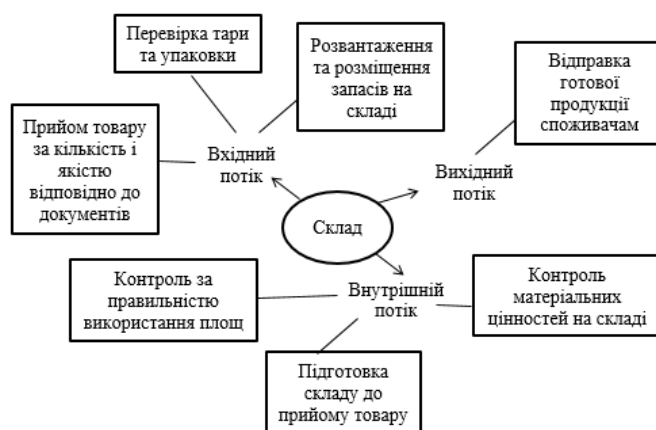 Перевірка тари
та упаковки
Розвантаження
та розміщення
запасів на
складі
Відправка
готової
продукції
споживачам
Прийом товару
за кількість і
якістю
відповідно до
документів
Вхідний
потік
Вихідний
потік
Склад
Контроль за
правильністю
використання площ
Внутрішній
потік
Контроль
матеріальних
цінностей на складі
Підготовка
складу до
прийому товару